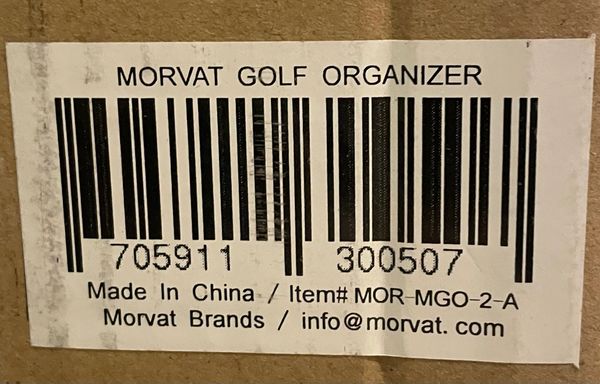 MORVAT GOLF ORGANIZER
705911 300507
Made In China / Item# MOR-MGO-2-A
Morvat Brands / info@morvat.com